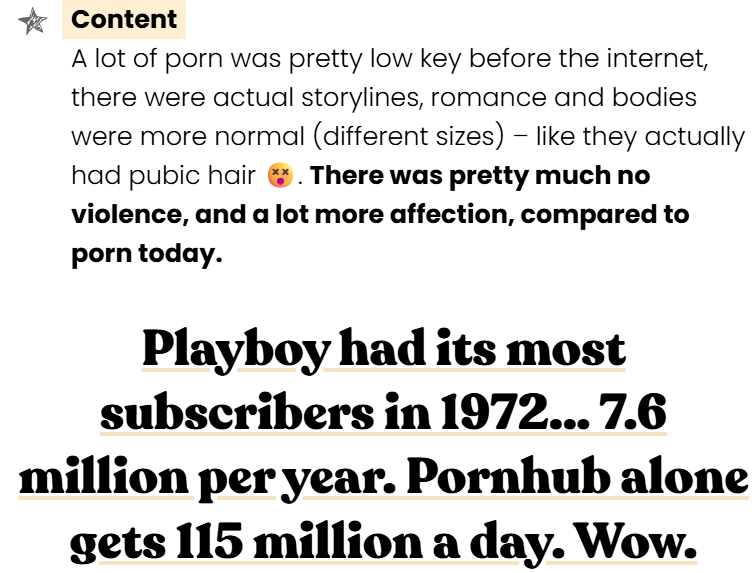 Content
A lot of porn was pretty low key before the internet,
there were actual storylines, romance and bodies
were more normal (different sizes) – like they actually
had pubic hair 😵. There was pretty much no
violence, and a lot more affection, compared to
porn today.
Playboy had its most
subscribers in 1972... 7.6
million per year. Pornhub alone
gets 115 million a day. Wow.